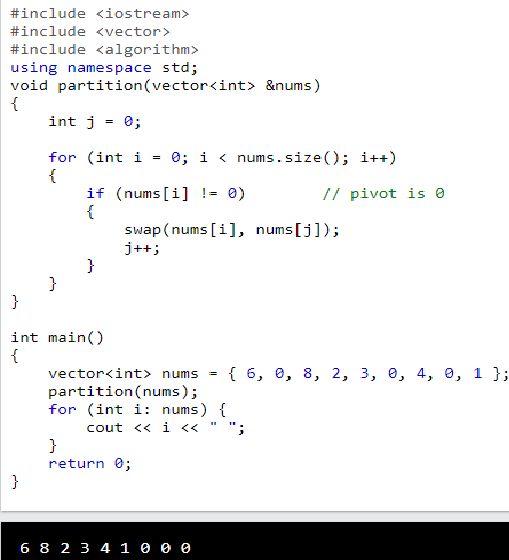 #include <iostream>
#include <vector>
#include <algorithm>
using namespace std;
void partition(vector<int> &nums)
{
    int j = 0;

    for (int i = 0; i < nums.size(); i++)
    {
        if (nums[i] != 0)        // pivot is 0
        {
            swap(nums[i], nums[j]);
            j++;
        }
    }
}

int main()
{
    vector<int> nums = { 6, 0, 8, 2, 3, 0, 4, 0, 1 };
    partition(nums);
    for (int i: nums) {
        cout << i << " ";
    }
    return 0;
}
6 8 2 3 4 1 0 0 0